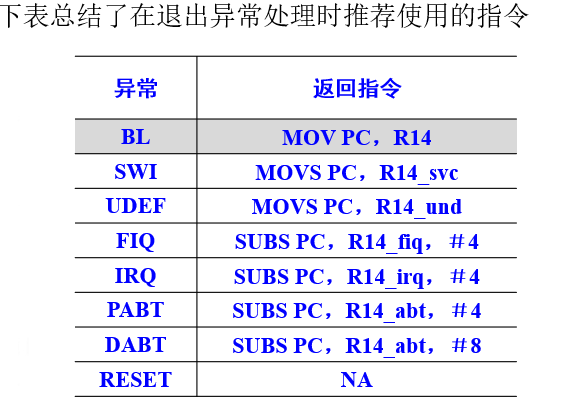 下表总结了在退出异常处理时推荐使用的指令
异常 返回指令
BL MOV PC，R14
SWI MOVS PC，R14_svc
UDEF MOVS PC，R14_und
FIQ SUBS PC，R14_fiq，＃4
IRQ SUBS PC，R14_irq，＃4
PABT SUBS PC，R14_abt，＃4
DABT SUBS PC，R14_abt，＃8
RESET NA